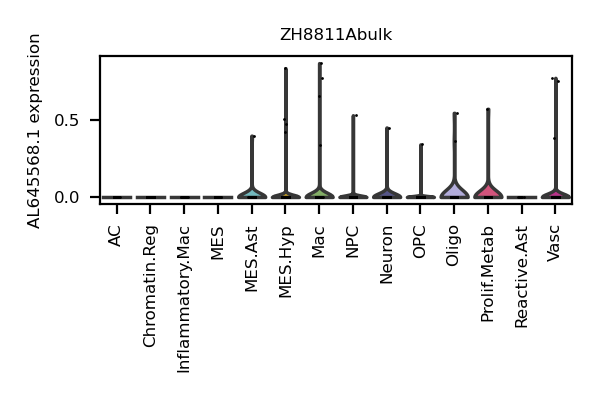 ZH8811Abulk
AL645568.1 expression
0.5
0.0
AC
Chromatin.Reg
Inflammatory.Mac
MES
MES.Ast
MES.Hyp
Mac
NPC
Neuron
OPC
Oligo
Prolif.Metab
Reactive.Ast
Vasc